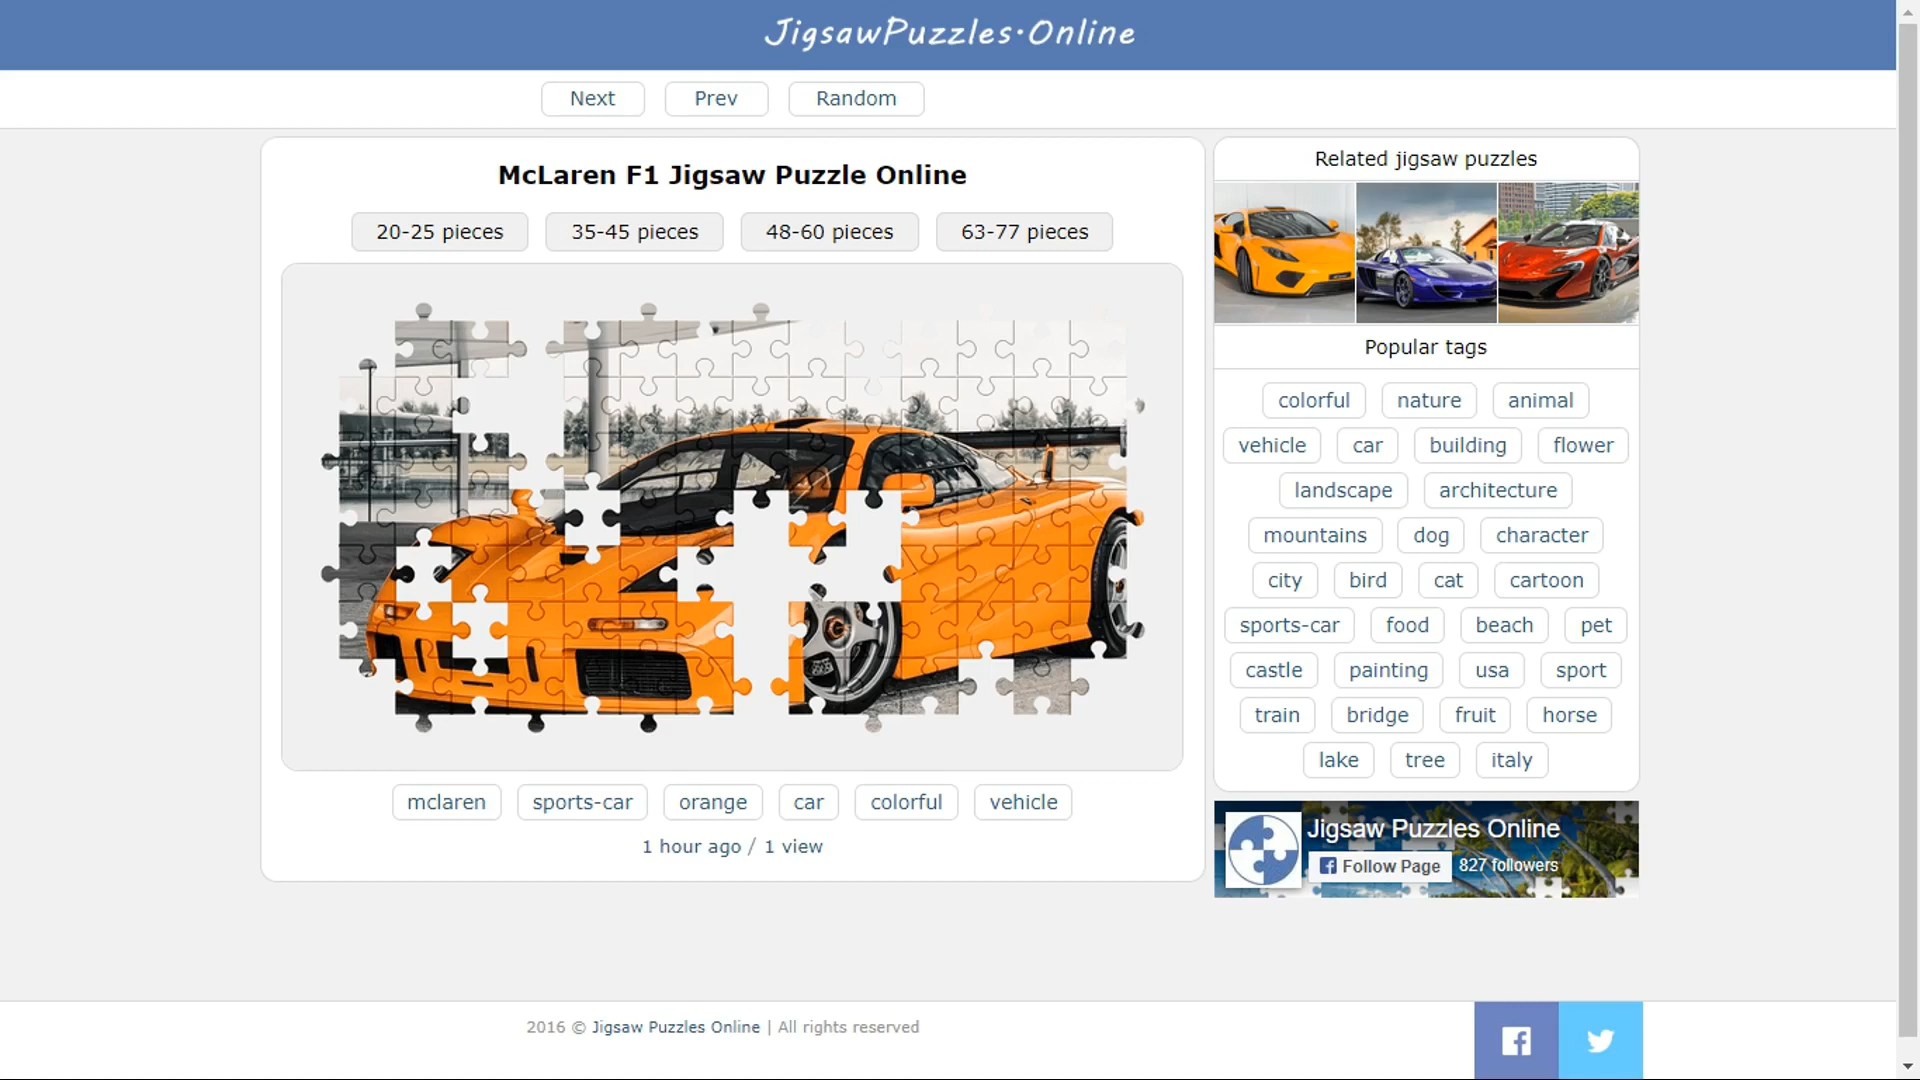 JigsawPuzzles·Online
Next Prev Random
McLaren F1 Jigsaw Puzzle Online
20-25 pieces 35-45 pieces 48-60 pieces 63-77 pieces
mclaren sports-car orange car colorful vehicle
1 hour ago / 1 view
Related jigsaw puzzles
Popular tags
colorful nature animal
vehicle car building flower
landscape architecture
mountains dog character
city bird cat cartoon
sports-car food beach pet
castle painting usa sport
train bridge fruit horse
lake tree italy
Jigsaw Puzzles Online
Follow Page 827 followers
2016 © Jigsaw Puzzles Online | All rights reserved